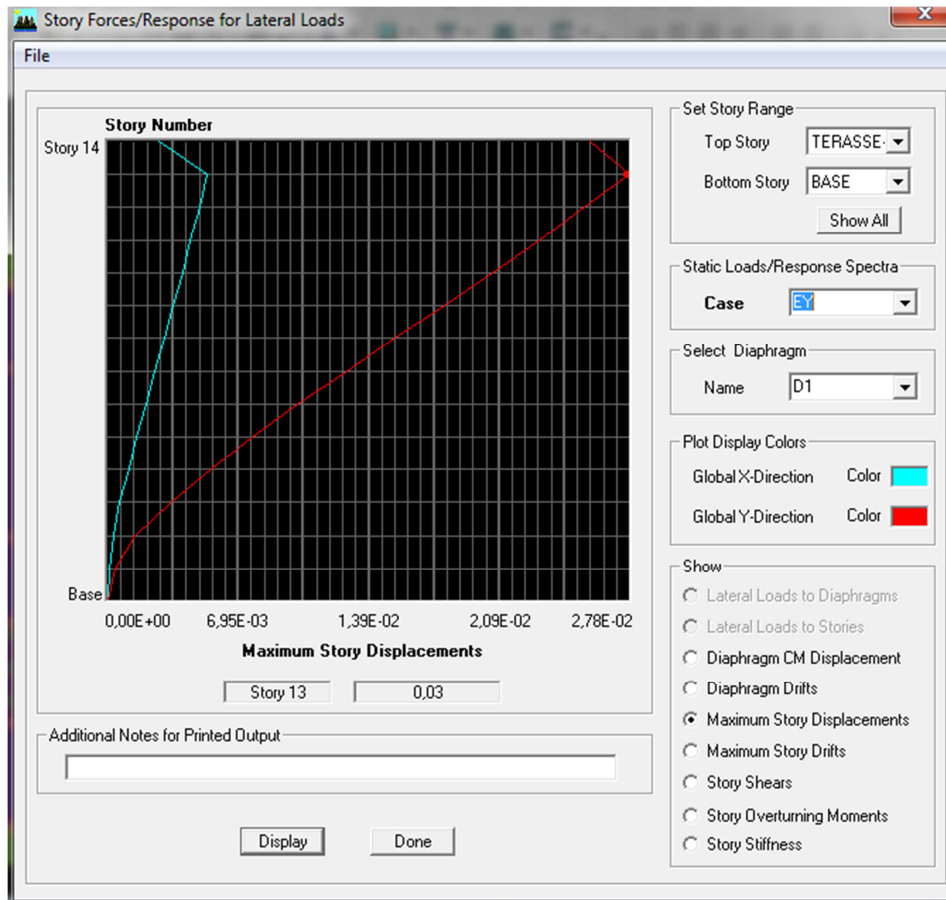 Story Forces/Response for Lateral Loads
File
Story Number
Story 14
Base
0,00E+00 6,95E-03 1,39E-02 2,09E-02 2,78E-02
Maximum Story Displacements
Story 13 0,03
Additional Notes for Printed Output
Display Done
Set Story Range
Top Story TERASSE-
Bottom Story BASE
Show All
Static Loads/Response Spectra
Case EY
Select Diaphragm
Name D1
Plot Display Colors
Global X-Direction Color
Global Y-Direction Color
Show
Lateral Loads to Diaphragms
Lateral Loads to Stories
Diaphragm CM Displacement
Diaphragm Drifts
Maximum Story Displacements
Maximum Story Drifts
Story Shears
Story Overturning Moments
Story Stiffness